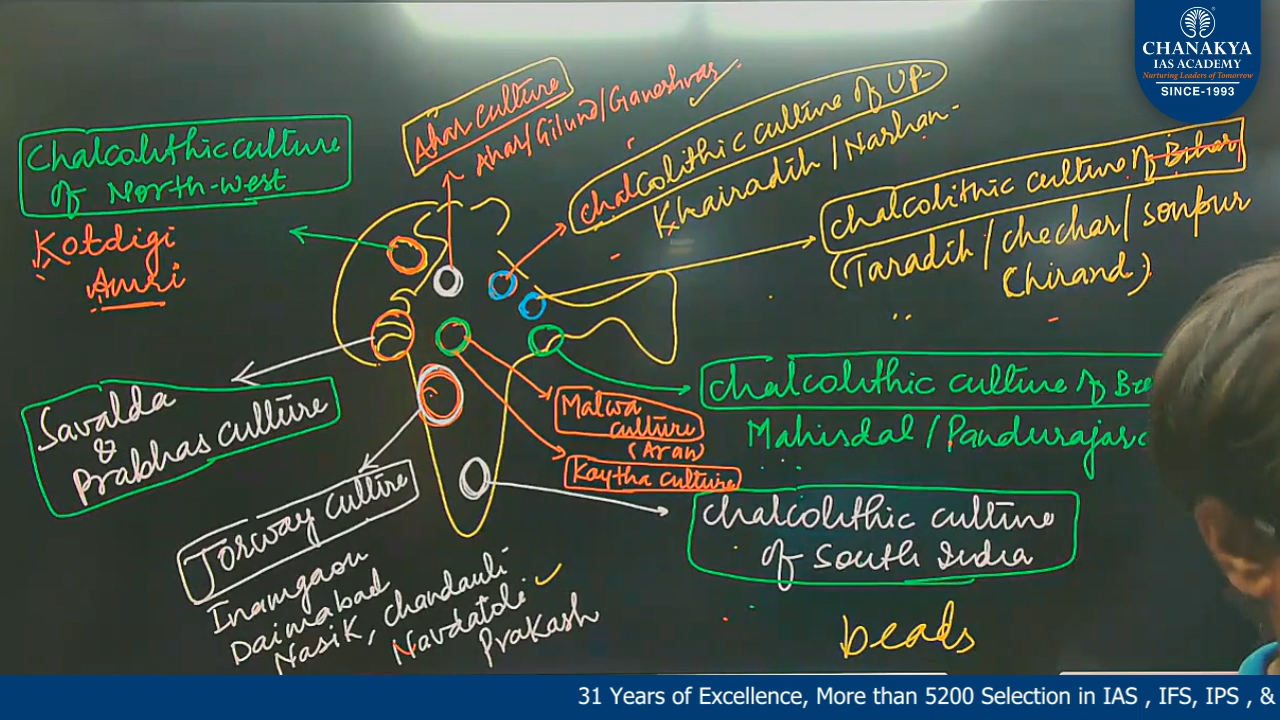 CHANAKYA
IAS ACADEMY
Nurturing Leaders of Tomorrow
SINCE-1993
Ahar culture
Ahar/Gilund/Ganeshvar
Chalcolithic culture of UP
Khairadih / Narhan
Chalcolithic culture
of North-west
Kotdigi
Amri
Chalcolithic culture of Bihar
(Taradih / chechar / sonpur
Chirand)
Savalda
&
Prabhas culture
Malwa
culture
(Aran)
Kaytha culture
Chalcolithic culture of Be
Mahisdal / Pandurajar
Jorway culture
Inamgaon
Daimabad
Nasik, chandauli
Navdatoli
Prakash
Chalcolithic culture
of South India
beads
31 Years of Excellence, More than 5200 Selection in IAS , IFS, IPS , &